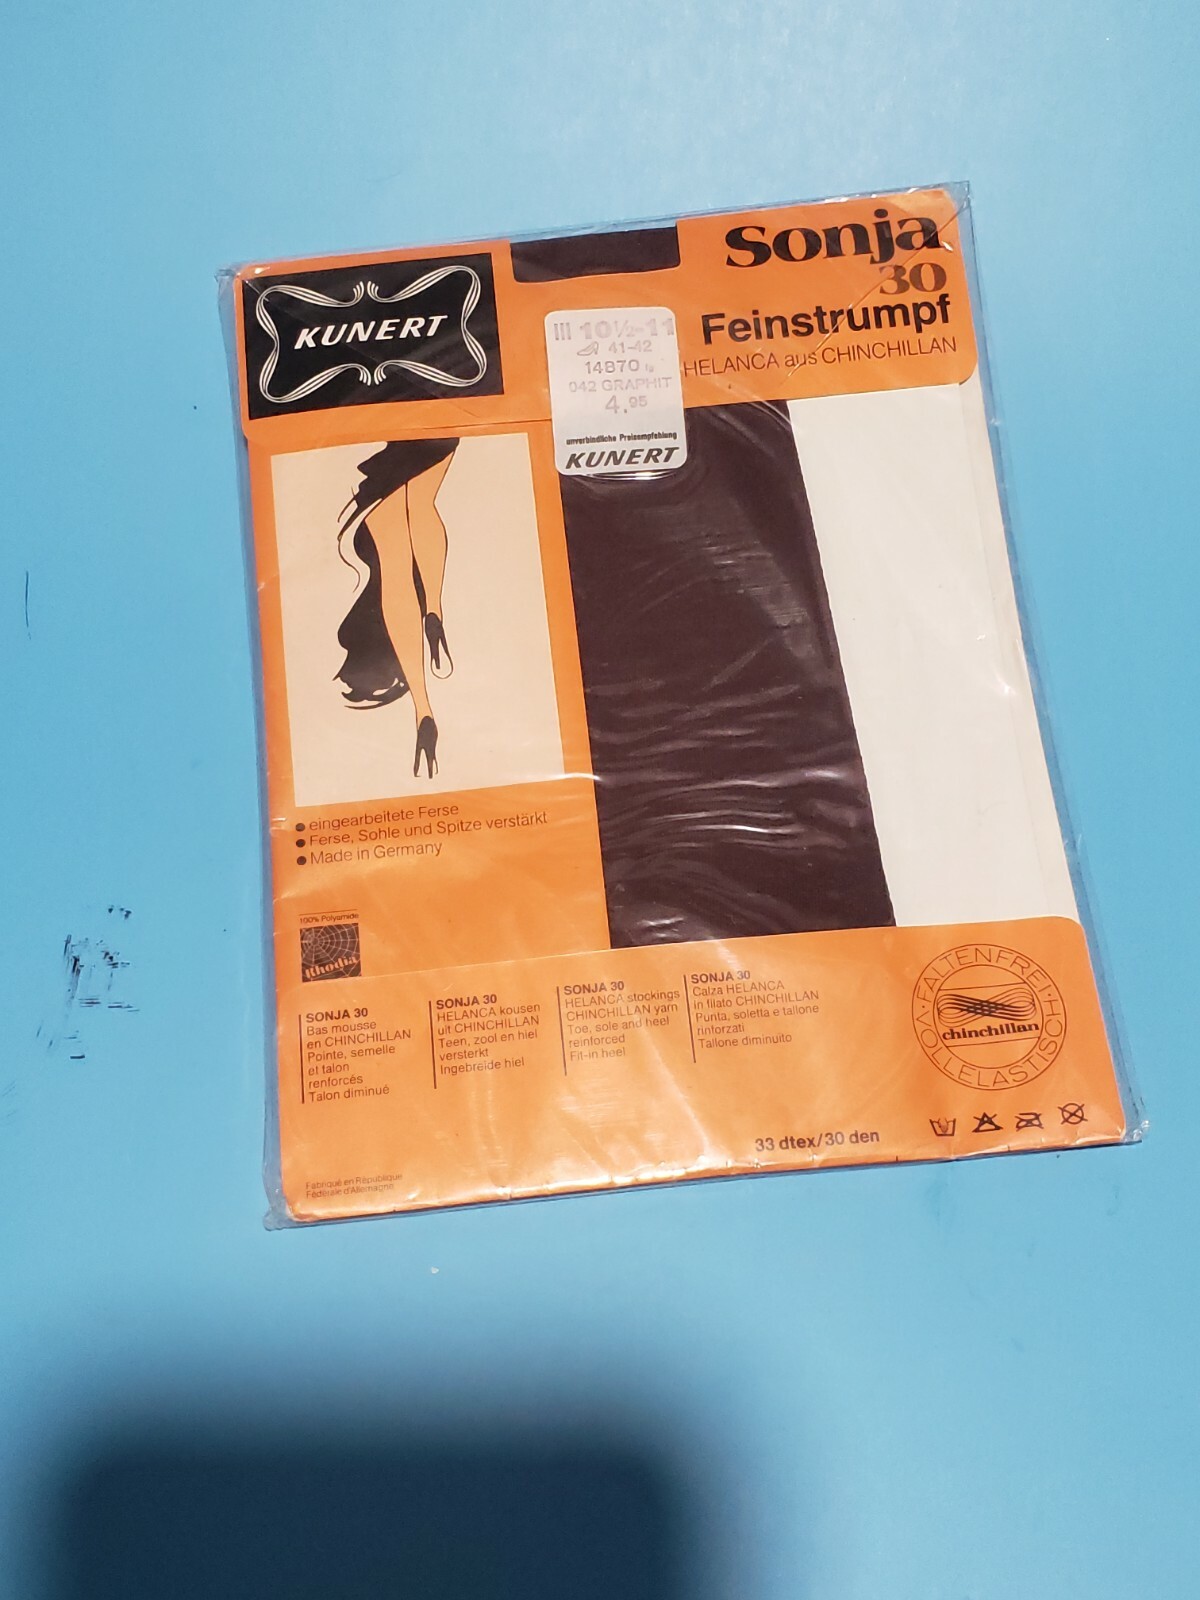 KUNERT
Sonja
30
Feinstrumpf
HELANCA aus CHINCHILLAN
III 10½-11
41-42
14870
042 GRAPHIT
4.95
unverbindliche Preisempfehlung
KUNERT
eingearbeitete Ferse
Ferse, Sohle und Spitze verstärkt
Made in Germany
100% Polyamide
Rhodia
SONJA 30
Bas mousse
en CHINCHILLAN
Pointe, semelle
et talon
renforcés
Talon diminué
SONJA 30
HELANCA kousen
uit CHINCHILLAN
Teen, zool en hiel
versterkt
Ingebreide hiel
SONJA 30
HELANCA stockings
CHINCHILLAN yarn
Toe, sole and heel
reinforced
Fit-in heel
SONJA 30
Calza HELANCA
in filato CHINCHILLAN
Punta, soletta e tallone
rinforzati
Tallone diminuito
FALTENFREI·VOLLELASTISCH·
chinchillan
33 dtex/30 den
Fabriqué en République
Fédérale d'Allemagne